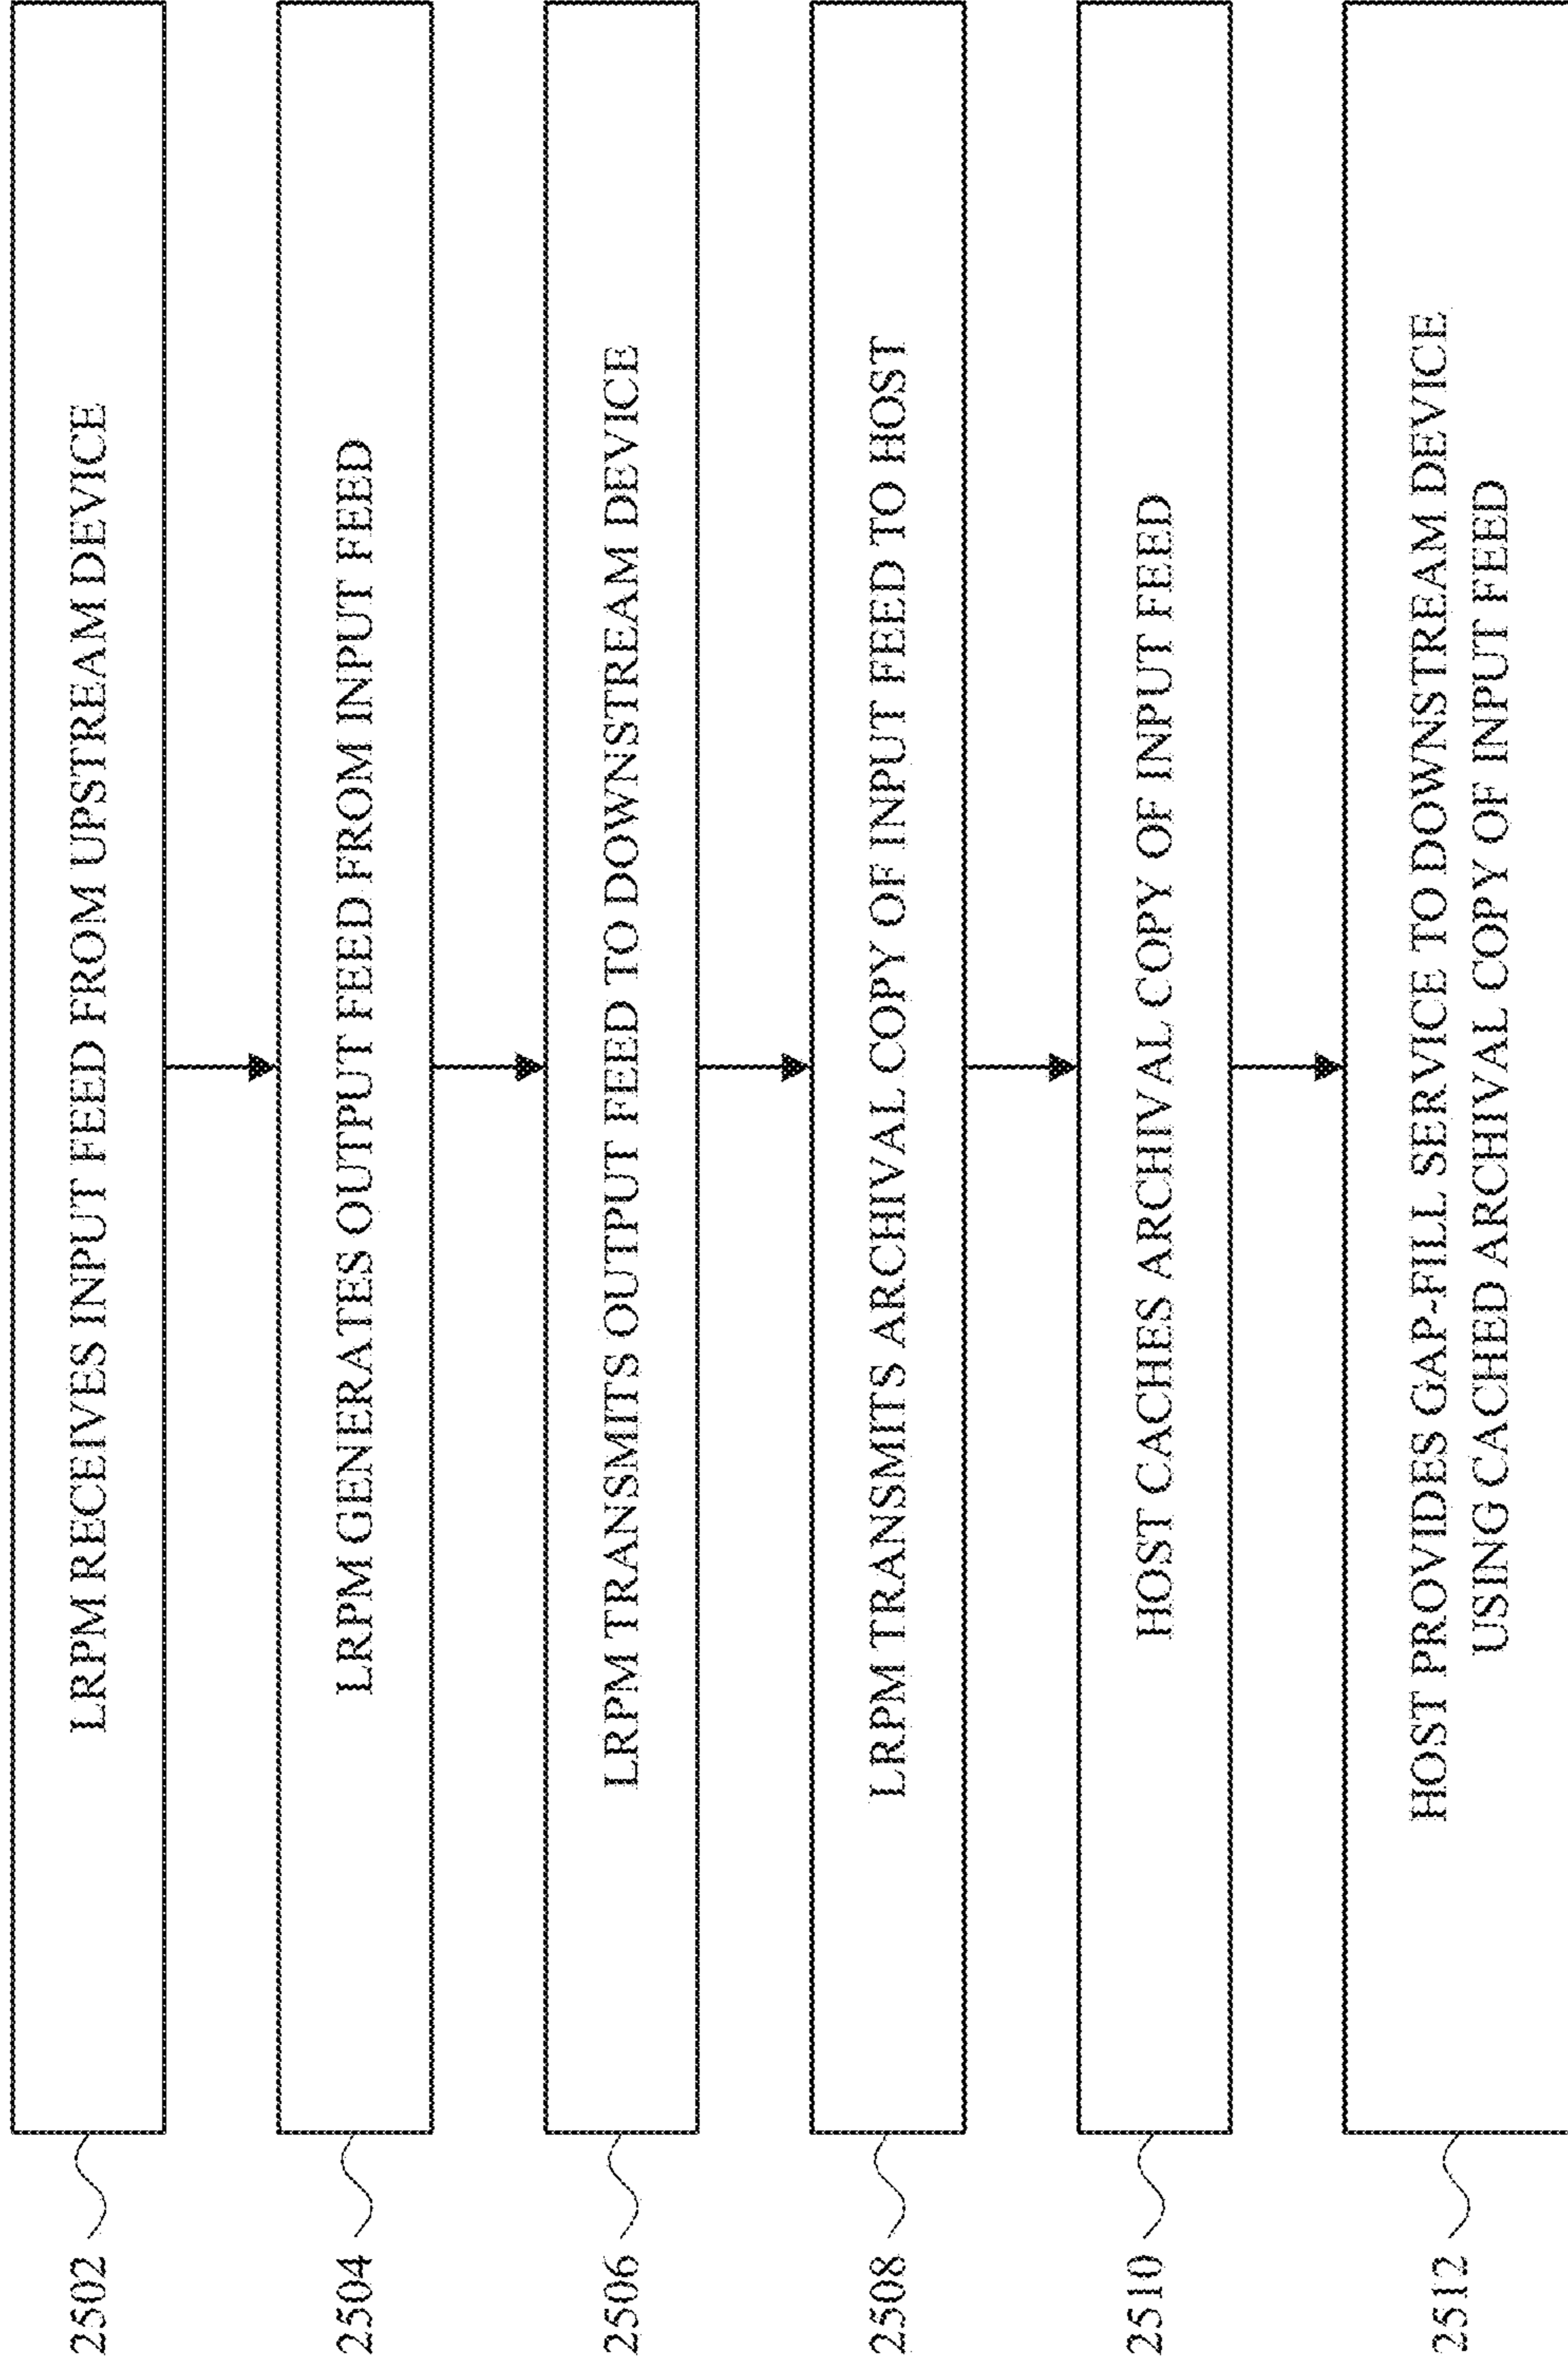 2502
LRPM RECEIVES INPUT FEED FROM UPSTREAM DEVICE
2504
LRPM GENERATES OUTPUT FEED FROM INPUT FEED
2506
LRPM TRANSMITS OUTPUT FEED TO DOWNSTREAM DEVICE
2508
LRPM TRANSMITS ARCHIVAL COPY OF INPUT FEED TO HOST
2510
HOST CACHES ARCHIVAL COPY OF INPUT FEED
2512
HOST PROVIDES GAP-FILL SERVICE TO DOWNSTREAM DEVICE
USING CACHED ARCHIVAL COPY OF INPUT FEED